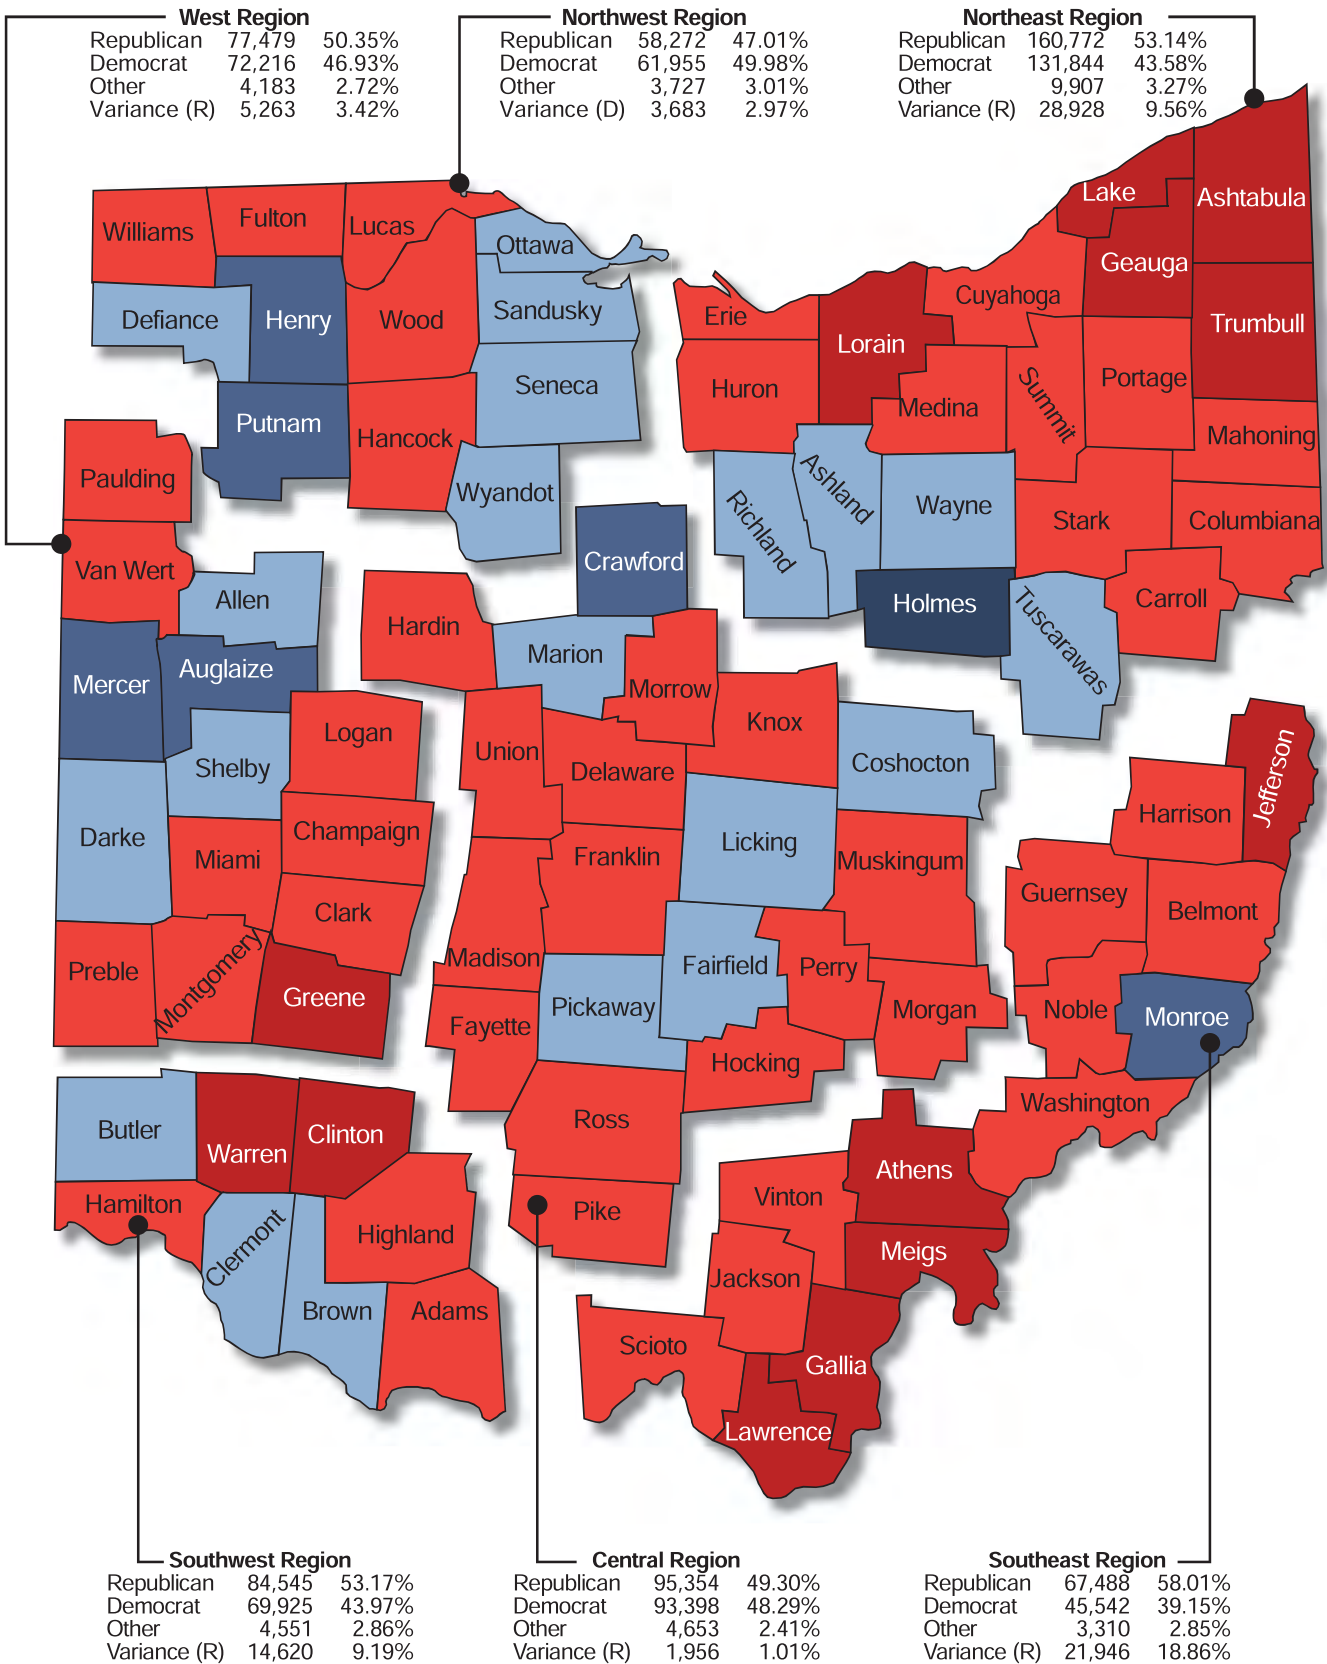 West Region
Republican 77,479 50.35%
Democrat 72,216 46.93%
Other 4,183 2.72%
Variance (R) 5,263 3.42%
Northwest Region
Republican 58,272 47.01%
Democrat 61,955 49.98%
Other 3,727 3.01%
Variance (D) 3,683 2.97%
Northeast Region
Republican 160,772 53.14%
Democrat 131,844 43.58%
Other 9,907 3.27%
Variance (R) 28,928 9.56%
Williams
Fulton
Lucas
Ottawa
Defiance
Henry
Wood
Sandusky
Seneca
Putnam
Hancock
Wyandot
Lake
Ashtabula
Geauga
Cuyahoga
Erie
Lorain
Trumbull
Huron
Medina
Summit
Portage
Mahoning
Richland
Ashland
Wayne
Stark
Columbiana
Holmes
Tuscarawas
Carroll
Paulding
Van Wert
Allen
Mercer
Auglaize
Logan
Shelby
Darke
Miami
Champaign
Clark
Preble
Montgomery
Greene
Crawford
Hardin
Marion
Morrow
Knox
Union
Delaware
Coshocton
Licking
Franklin
Muskingum
Madison
Fairfield
Perry
Pickaway
Morgan
Fayette
Hocking
Ross
Pike
Jefferson
Harrison
Guernsey
Belmont
Noble
Monroe
Washington
Athens
Vinton
Meigs
Jackson
Scioto
Gallia
Lawrence
Butler
Warren
Clinton
Hamilton
Clermont
Highland
Brown
Adams
Southwest Region
Republican 84,545 53.17%
Democrat 69,925 43.97%
Other 4,551 2.86%
Variance (R) 14,620 9.19%
Central Region
Republican 95,354 49.30%
Democrat 93,398 48.29%
Other 4,653 2.41%
Variance (R) 1,956 1.01%
Southeast Region
Republican 67,488 58.01%
Democrat 45,542 39.15%
Other 3,310 2.85%
Variance (R) 21,946 18.86%